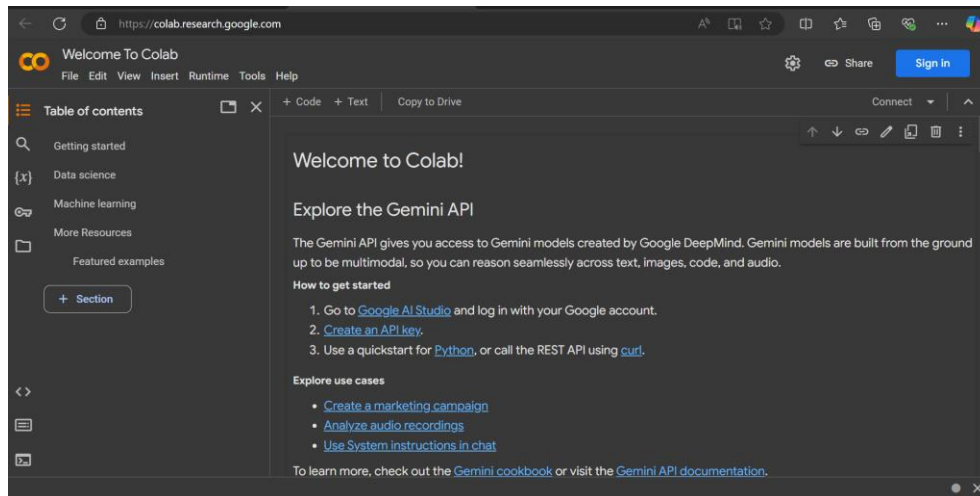 https://colab.research.google.com
Welcome To Colab
File Edit View Insert Runtime Tools Help
Share
Sign in
Table of contents
+ Code + Text Copy to Drive
Connect
Getting started
Data science
Machine learning
More Resources
Featured examples
+ Section
Welcome to Colab!
Explore the Gemini API
The Gemini API gives you access to Gemini models created by Google DeepMind. Gemini models are built from the ground
up to be multimodal, so you can reason seamlessly across text, images, code, and audio.
How to get started
1. Go to Google AI Studio and log in with your Google account.
2. Create an API key.
3. Use a quickstart for Python, or call the REST API using curl.
Explore use cases
• Create a marketing campaign
• Analyze audio recordings
• Use System instructions in chat
To learn more, check out the Gemini cookbook or visit the Gemini API documentation.